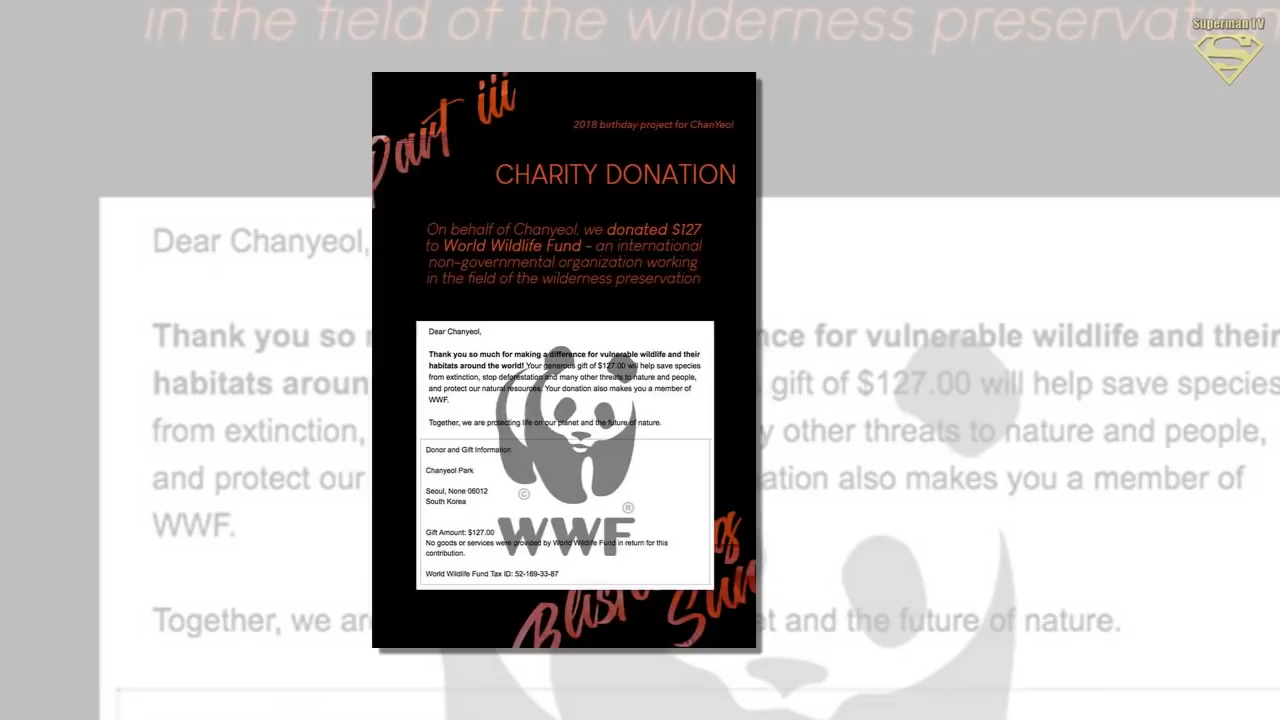 in the field of the wilderness preservation
Superman TV
Part iii
2018 birthday project for ChanYeol
CHARITY DONATION
On behalf of Chanyeol, we donated $127
to World Wildlife Fund – an international
non-governmental organization working
in the field of the wilderness preservation
Dear Chanyeol,
Thank you so much for making a difference for vulnerable wildlife and their
habitats around the world! Your generous gift of $127.00 will help save species
from extinction, stop deforestation and many other threats to nature and people,
and protect our natural resources. Your donation also makes you a member of
WWF.
Together, we are protecting life on our planet and the future of nature.
Donor and Gift Information
Chanyeol Park
Seoul, None 06012
South Korea
Gift Amount: $127.00
No goods or services were provided by World Wildlife Fund in return for this
contribution.
World Wildlife Fund Tax ID: 52-169-33-87
©
®
WWF
Dear Chanyeol,
Thank you so
nce for vulnerable wildlife and their
habitats aroun
gift of $127.00 will help save species
from extinction,
y other threats to nature and people,
and protect our
ation also makes you a member of
WWF.
Together, we ar
et and the future of nature.